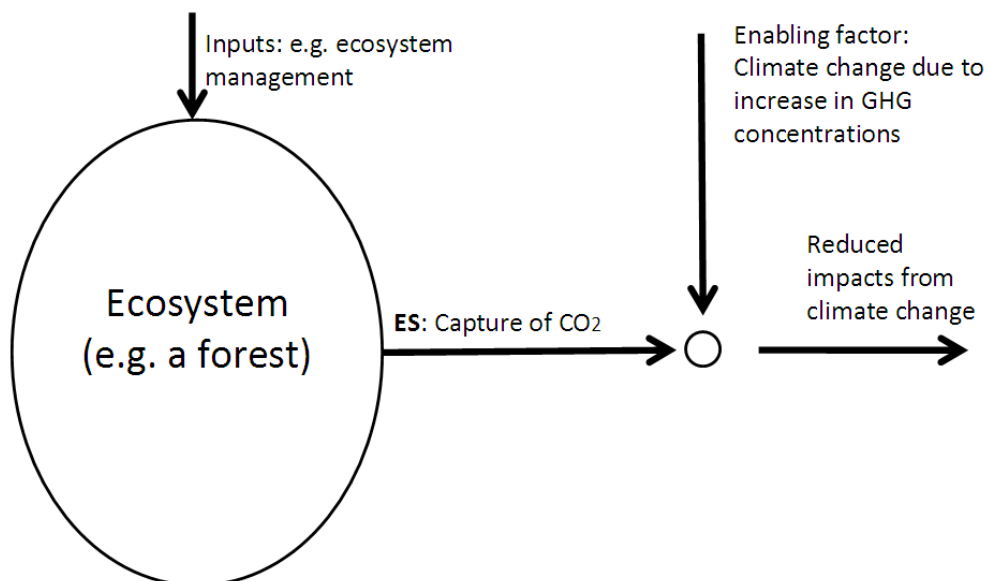 Inputs: e.g. ecosystem
management
Enabling factor:
Climate change due to
increase in GHG
concentrations
Reduced
impacts from
climate change
Ecosystem
(e.g. a forest)
ES: Capture of CO2